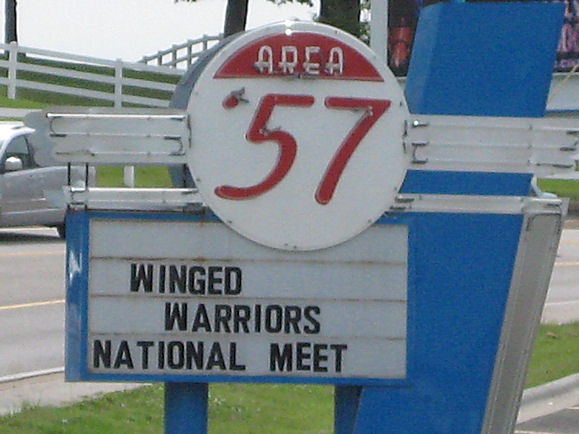 AREA
'57
WINGED
WARRIORS
NATIONAL MEET